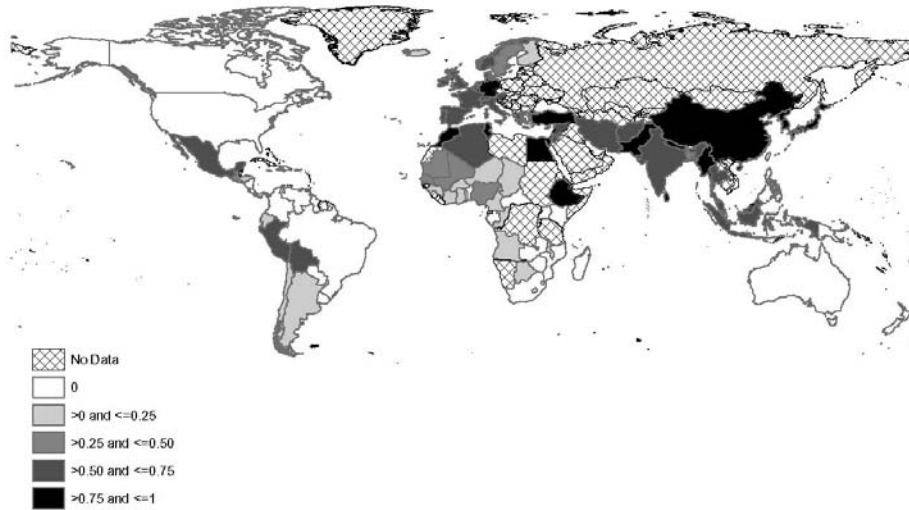 No Data
0
>0 and <=0.25
>0.25 and <=0.50
>0.50 and <=0.75
>0.75 and <=1